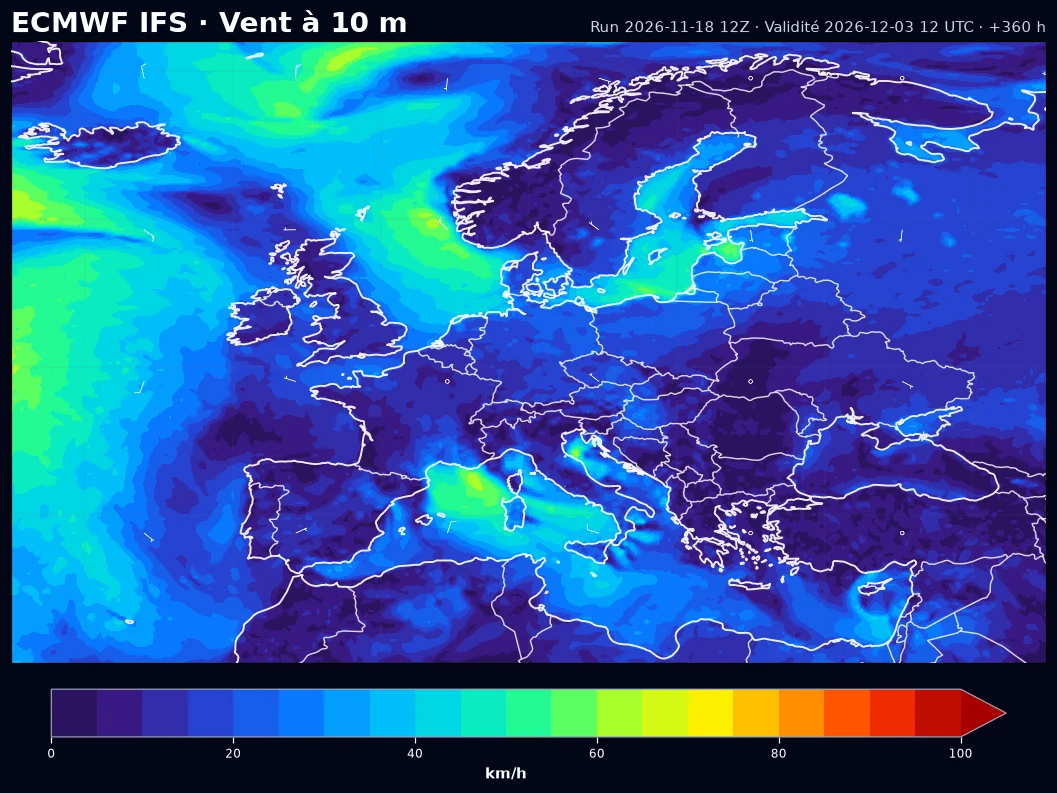 ECMWF IFS · Vent à 10 m
Run 2026-11-18 12Z · Validité 2026-12-03 12 UTC · +360 h
0 20 40 60 80 100
km/h